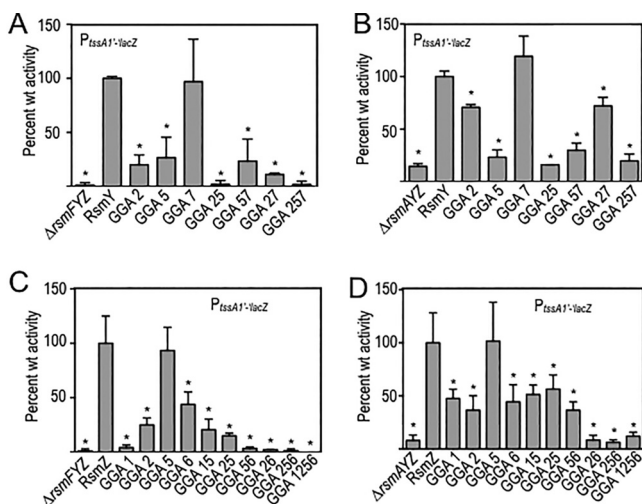 A
P tssA1'-'lacZ
Percent wt activity
150
100
50
* * * * * * *
ΔrsmFYZ RsmY GGA 2 GGA 5 GGA 7 GGA 25 GGA 57 GGA 27 GGA 257
B
P tssA1'-'lacZ
Percent wt activity
150
100
50
* * * * * * *
ΔrsmAYZ RsmY GGA 2 GGA 5 GGA 7 GGA 25 GGA 57 GGA 27 GGA 257
C
P tssA1'-'lacZ
Percent wt activity
150
100
50
* * * * * * * * * *
ΔrsmFYZ RsmZ GGA 1 GGA 2 GGA 5 GGA 6 GGA 15 GGA 25 GGA 56 GGA 26 GGA 256 GGA 1256
D
P tssA1'-'lacZ
Percent wt activity
150
100
50
* * * * * * * * * *
ΔrsmAYZ RsmZ GGA 1 GGA 2 GGA 5 GGA 6 GGA 15 GGA 25 GGA 56 GGA 26 GGA 256 GGA 1256